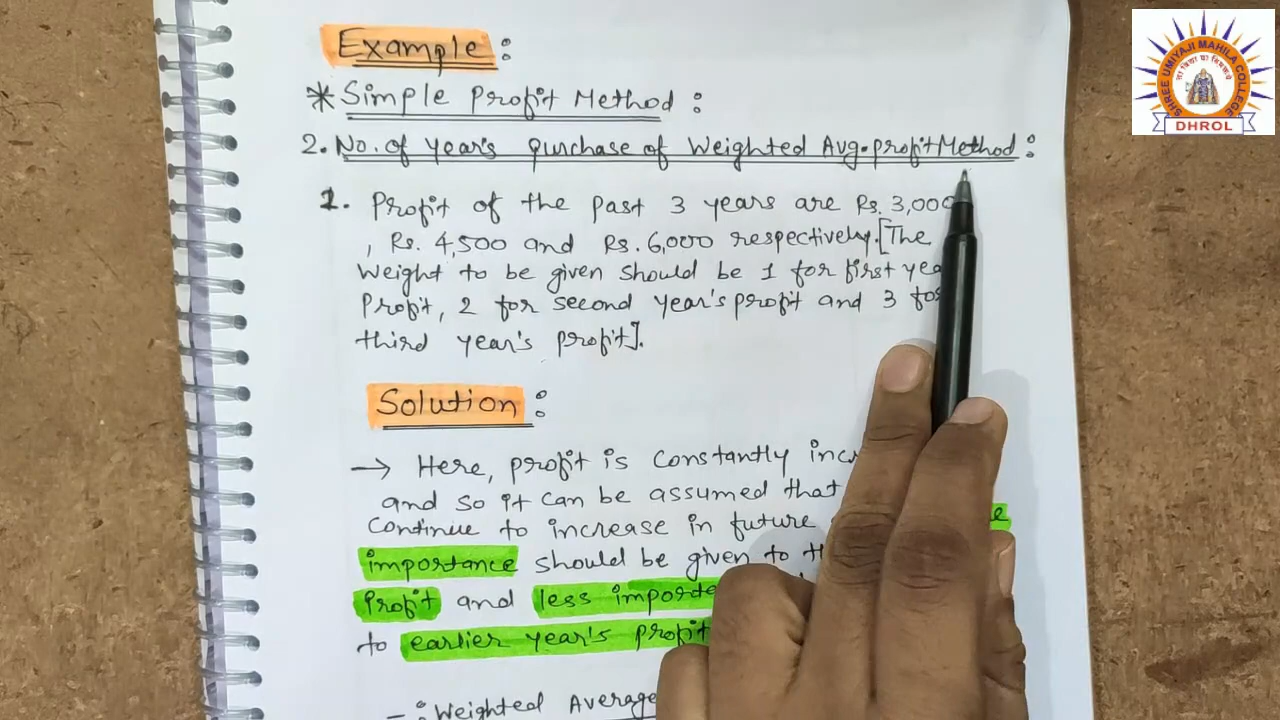 Example :
* Simple Profit Method :
2. No. of Year's purchase of Weighted Avg. profit Method :
1. Profit of the past 3 years are Rs. 3,000
, Rs. 4,500 and Rs. 6,000 respectively. [The
Weight to be given should be 1 for first
Profit, 2 for second year's profit and 3
third year's profit].
Solution :
→ Here, profit is constantly
and so it can be assumed that
Continue to increase in future
importance should be given to
Profit and less
to earlier year's profit
- : Weighted Average
SHREE UMIYAJI MAHILA COLLEGE
DHROL